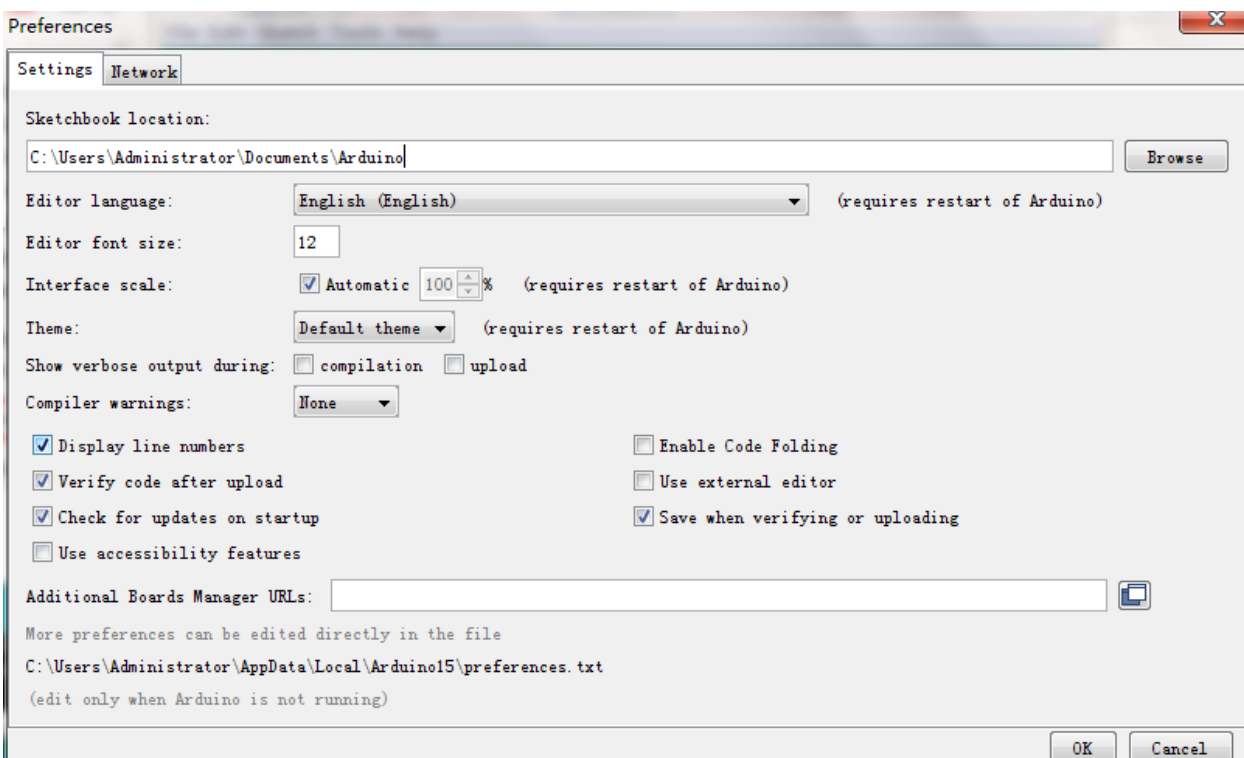 Preferences
Settings Network
Sketchbook location:
C:\Users\Administrator\Documents\Arduino
Browse
Editor language: English (English) (requires restart of Arduino)
Editor font size: 12
Interface scale: Automatic 100 % (requires restart of Arduino)
Theme: Default theme (requires restart of Arduino)
Show verbose output during: compilation upload
Compiler warnings: None
Display line numbers Enable Code Folding
Verify code after upload Use external editor
Check for updates on startup Save when verifying or uploading
Use accessibility features
Additional Boards Manager URLs:
More preferences can be edited directly in the file
C:\Users\Administrator\AppData\Local\Arduino15\preferences.txt
(edit only when Arduino is not running)
OK Cancel